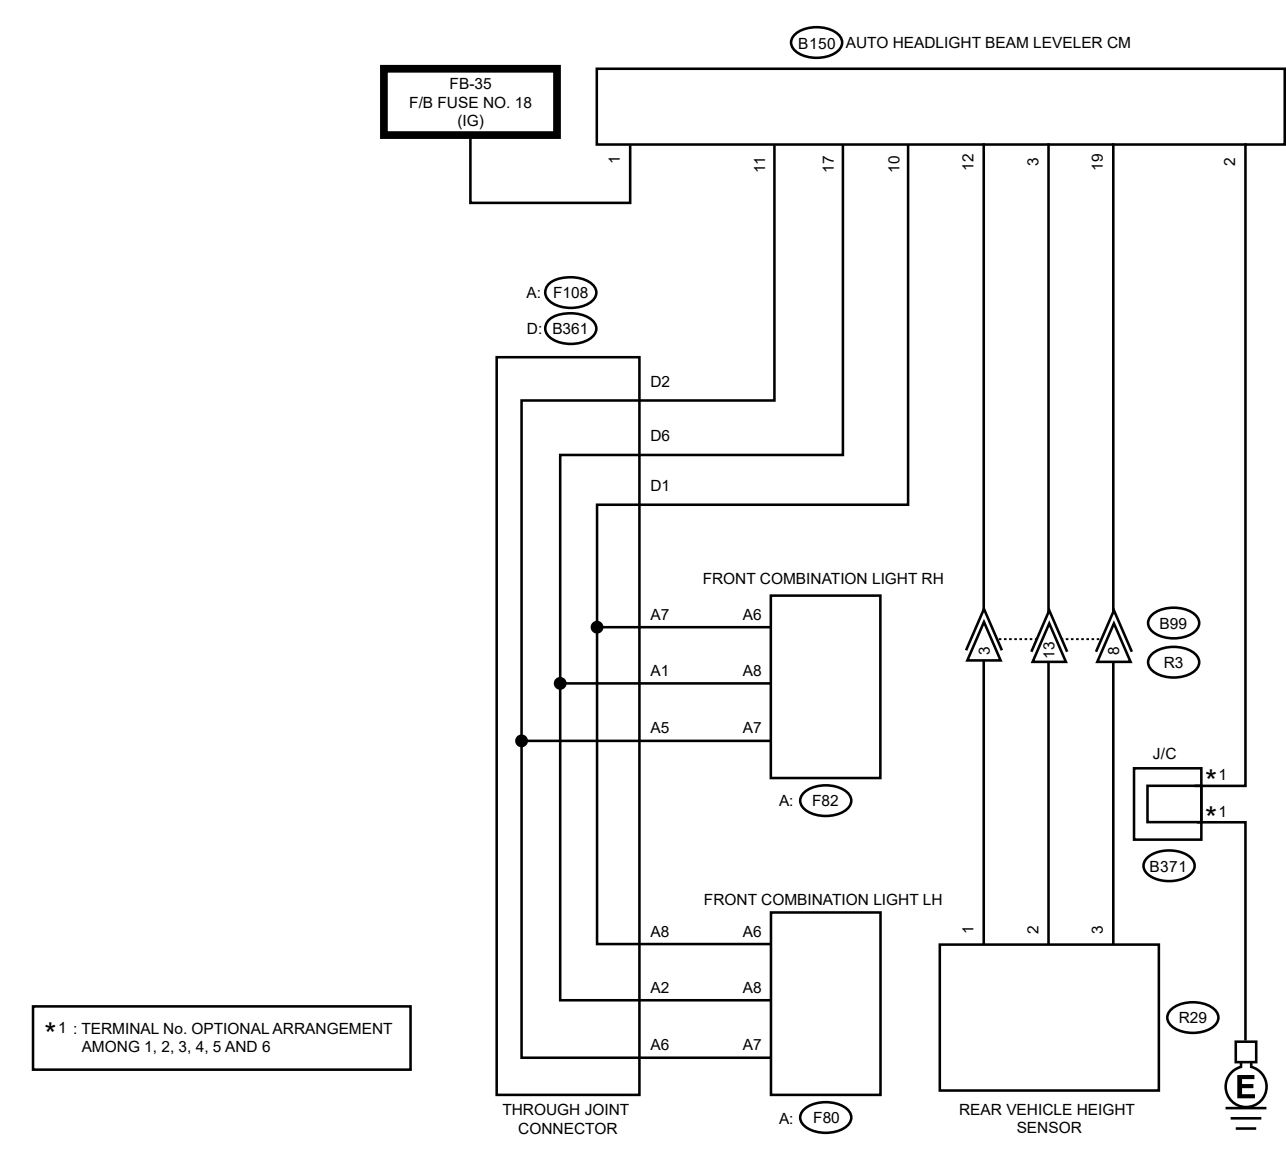 B150 AUTO HEADLIGHT BEAM LEVELER CM
FB-35
F/B FUSE NO. 18
(IG)
1
11
17
10
12
3
19
2
A: F108
D: B361
D2
D6
D1
FRONT COMBINATION LIGHT RH
A7 A6
A1 A8
A5 A7
A: F82
3
13
8
B99
R3
J/C
*1
*1
B371
FRONT COMBINATION LIGHT LH
A8 A6
A2 A8
A6 A7
A: F80
1
2
3
R29
REAR VEHICLE HEIGHT
SENSOR
E
THROUGH JOINT
CONNECTOR
*1 : TERMINAL No. OPTIONAL ARRANGEMENT
AMONG 1, 2, 3, 4, 5 AND 6